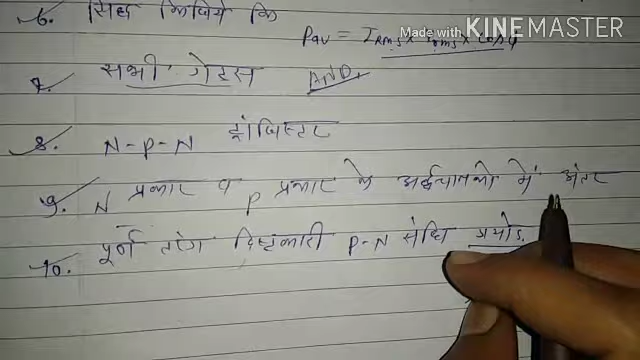 Made with KINEMASTER
6. सिद्ध किजिये कि Pav = Irms x Vrms x cosφ
7. सभी गेट्स AND,
8. N-P-N ट्रांजिस्टर
9. N प्रकार व P प्रकार के अर्द्धचालको में अंतर
10. पूर्ण तरंग दिष्टकारी P-N संधि प्रयोड.